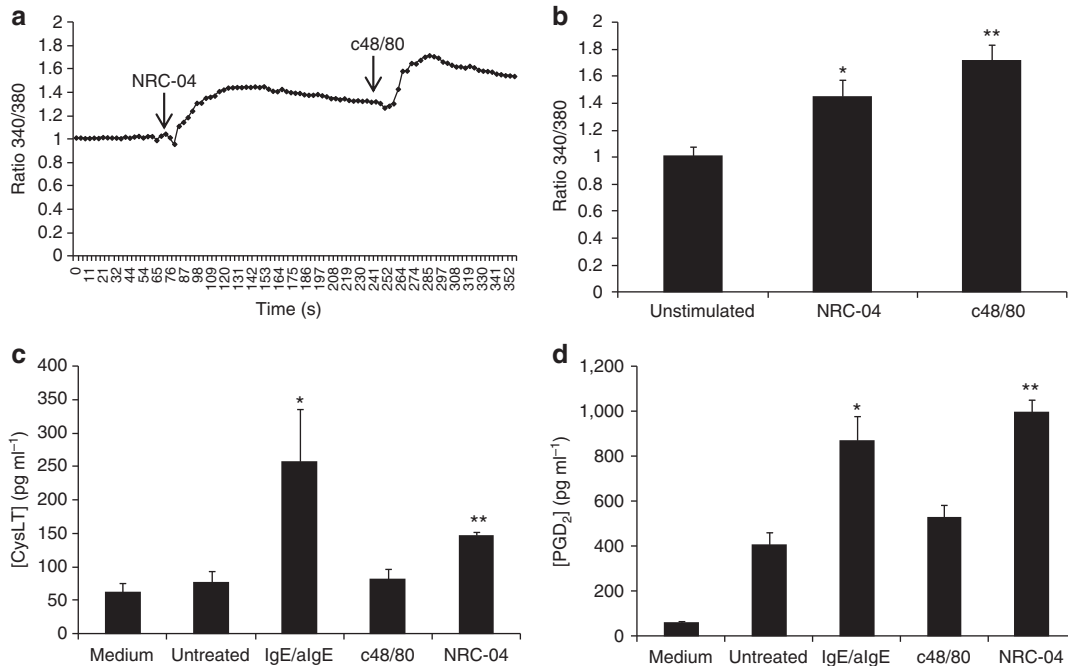 a
2
1.8
1.6
1.4
1.2
1
0.8
0.6
0.4
0.2
0
Ratio 340/380
NRC-04
c48/80
0 11 21 32 44 54 65 76 87 98 109 120 131 142 153 164 175 186 197 208 219 230 241 252 264 274 285 297 308 319 330 341 352
Time (s)
b
2
1.8
1.6
1.4
1.2
1
0.8
0.6
0.4
0.2
0
Ratio 340/380
*
**
Unstimulated NRC-04 c48/80
c
400
350
300
250
200
150
100
50
0
[CysLT] (pg ml⁻¹)
*
**
Medium Untreated IgE/aIgE c48/80 NRC-04
d
1,200
1,000
800
600
400
200
0
[PGD₂] (pg ml⁻¹)
*
**
Medium Untreated IgE/aIgE c48/80 NRC-04